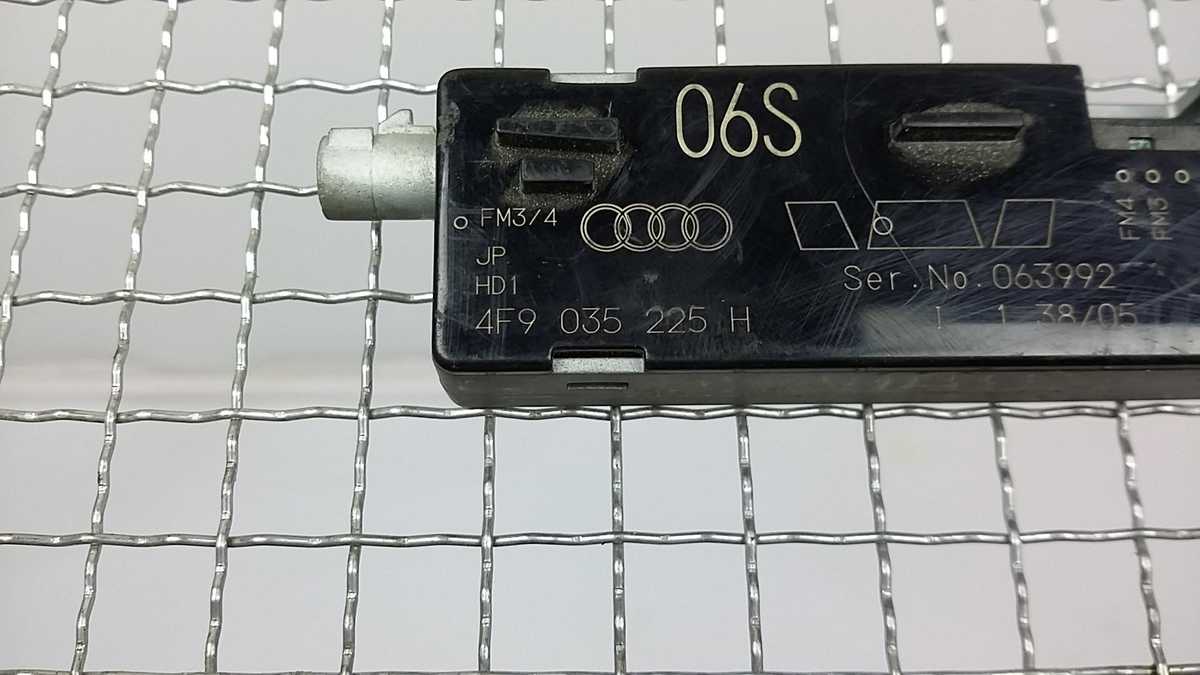 06S
FM3/4
JP
HD1
4F9 035 225 H
Ser.No. 063992
I 1 38/05
FM4
FM3